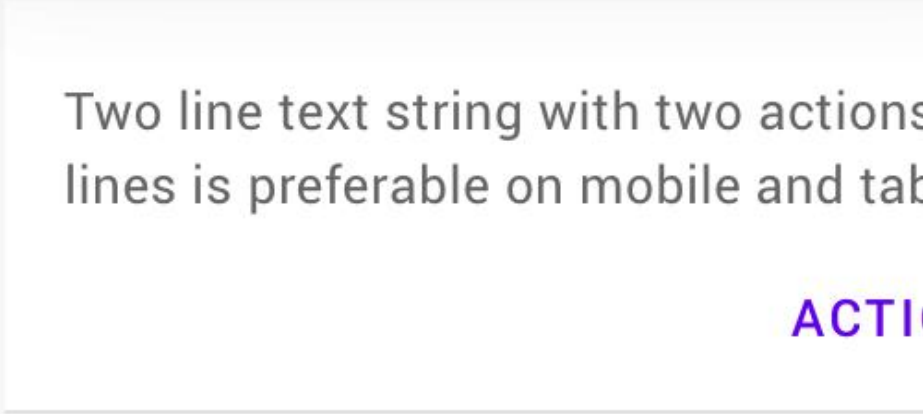 Two line text string with two actions
lines is preferable on mobile and tab
ACTI